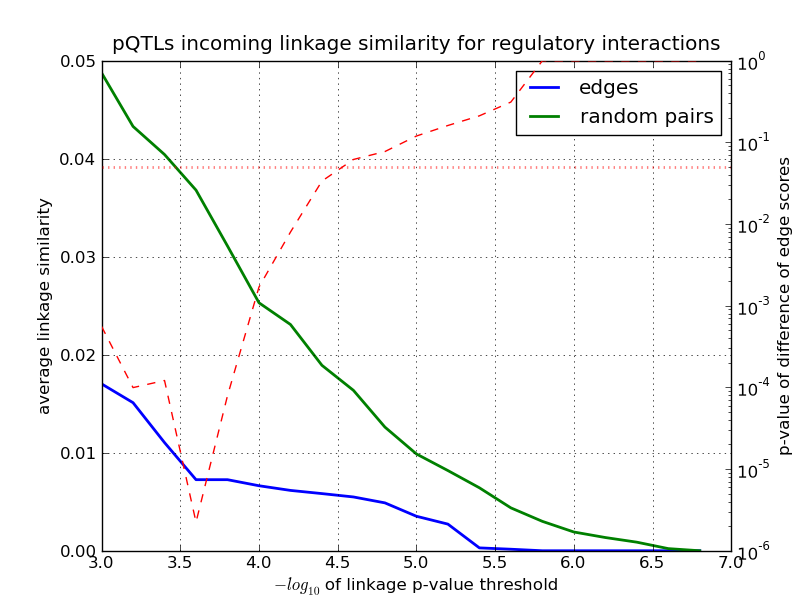 pQTLs incoming linkage similarity for regulatory interactions
edges
random pairs
average linkage similarity
0.05
0.04
0.03
0.02
0.01
0.00
10^0
10^-1
10^-2
10^-3
10^-4
10^-5
10^-6
p-value of difference of edge scores
3.0 3.5 4.0 4.5 5.0 5.5 6.0 6.5 7.0
−log_10 of linkage p-value threshold